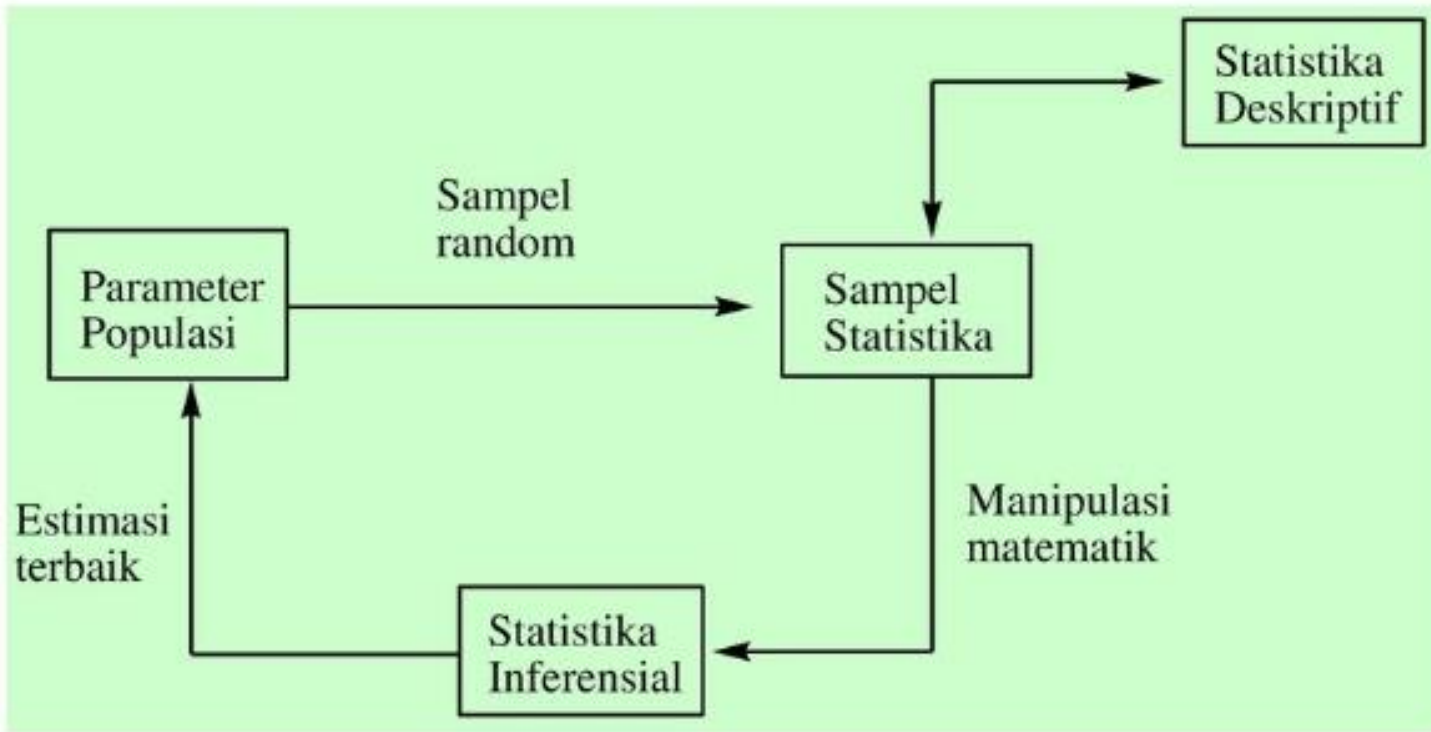 Statistika
Deskriptif
Sampel
random
Parameter
Populasi
Sampel
Statistika
Estimasi
terbaik
Manipulasi
matematik
Statistika
Inferensial